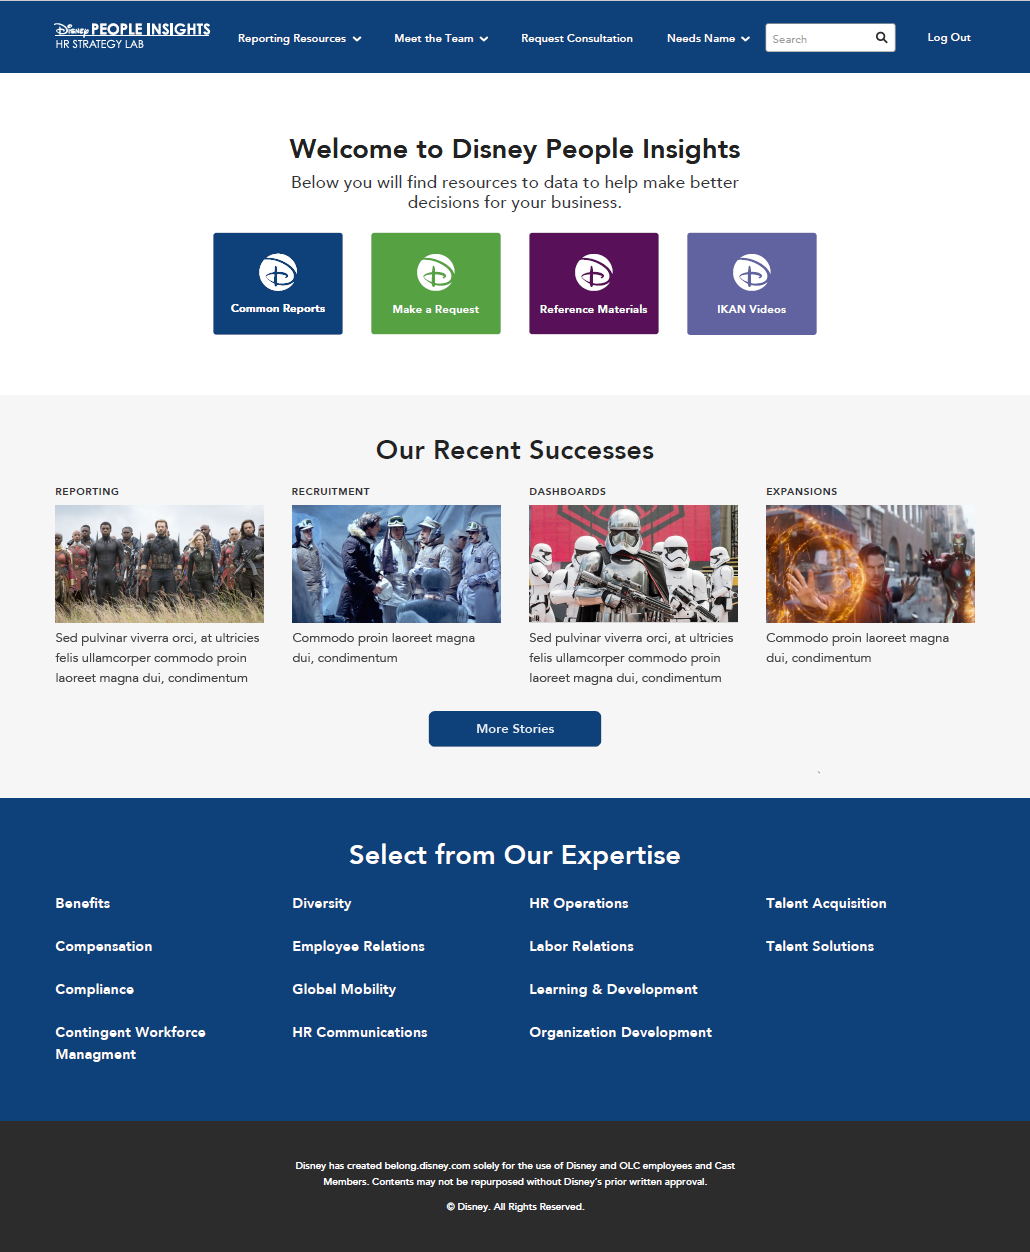 Disney PEOPLE INSIGHTS
HR STRATEGY LAB
Reporting Resources
Meet the Team
Request Consultation
Needs Name
Search
Log Out
Welcome to Disney People Insights
Below you will find resources to data to help make better
decisions for your business.
Common Reports
Make a Request
Reference Materials
IKAN Videos
Our Recent Successes
REPORTING
RECRUITMENT
DASHBOARDS
EXPANSIONS
Sed pulvinar viverra orci, at ultricies
felis ullamcorper commodo proin
laoreet magna dui, condimentum
Commodo proin laoreet magna
dui, condimentum
Sed pulvinar viverra orci, at ultricies
felis ullamcorper commodo proin
laoreet magna dui, condimentum
Commodo proin laoreet magna
dui, condimentum
More Stories
Select from Our Expertise
Benefits
Diversity
HR Operations
Talent Acquisition
Compensation
Employee Relations
Labor Relations
Talent Solutions
Compliance
Global Mobility
Learning & Development
Contingent Workforce
Managment
HR Communications
Organization Development
Disney has created belong.disney.com solely for the use of Disney and OLC employees and Cast
Members. Contents may not be repurposed without Disney's prior written approval.
© Disney. All Rights Reserved.